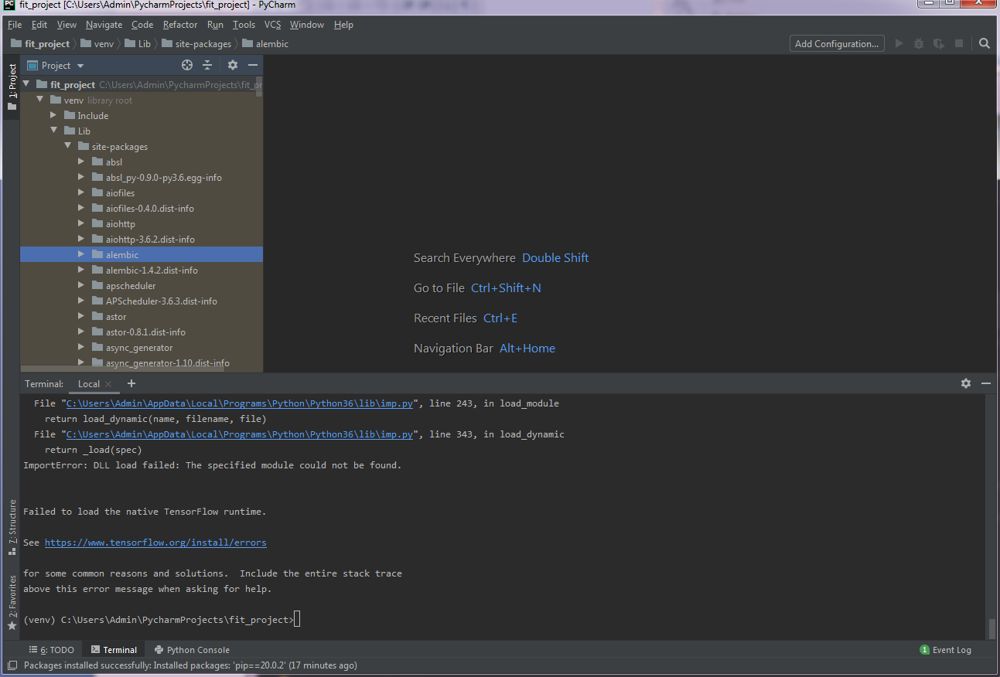 fit_project [C:\Users\Admin\PycharmProjects\fit_project] - PyCharm
File Edit View Navigate Code Refactor Run Tools VCS Window Help
fit_project venv Lib site-packages alembic Add Configuration...
1: Project
Project
fit_project C:\Users\Admin\PycharmProjects\fit_pr
venv library root
Include
Lib
site-packages
absl
absl_py-0.9.0-py3.6.egg-info
aiofiles
aiofiles-0.4.0.dist-info
aiohttp
aiohttp-3.6.2.dist-info
alembic
alembic-1.4.2.dist-info
apscheduler
APScheduler-3.6.3.dist-info
astor
astor-0.8.1.dist-info
async_generator
async_generator-1.10.dist-info
Search Everywhere Double Shift
Go to File Ctrl+Shift+N
Recent Files Ctrl+E
Navigation Bar Alt+Home
Terminal: Local
File "C:\Users\Admin\AppData\Local\Programs\Python\Python36\lib\imp.py", line 243, in load_module
return load_dynamic(name, filename, file)
File "C:\Users\Admin\AppData\Local\Programs\Python\Python36\lib\imp.py", line 343, in load_dynamic
return _load(spec)
ImportError: DLL load failed: The specified module could not be found.
Failed to load the native TensorFlow runtime.
See https://www.tensorflow.org/install/errors
for some common reasons and solutions.  Include the entire stack trace
above this error message when asking for help.
(venv) C:\Users\Admin\PycharmProjects\fit_project>
7: Structure
2: Favorites
6: TODO Terminal Python Console 1 Event Log
Packages installed successfully: Installed packages: 'pip==20.0.2' (17 minutes ago)